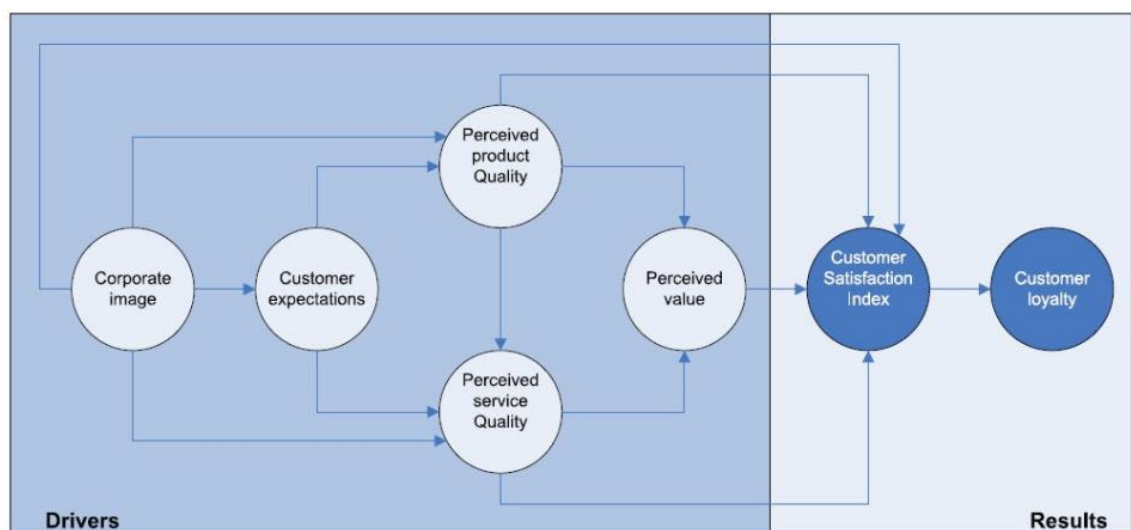 Perceived
product
Quality
Corporate
image
Customer
expectations
Perceived
value
Customer
Satisfaction
Index
Customer
loyalty
Perceived
service
Quality
Drivers
Results